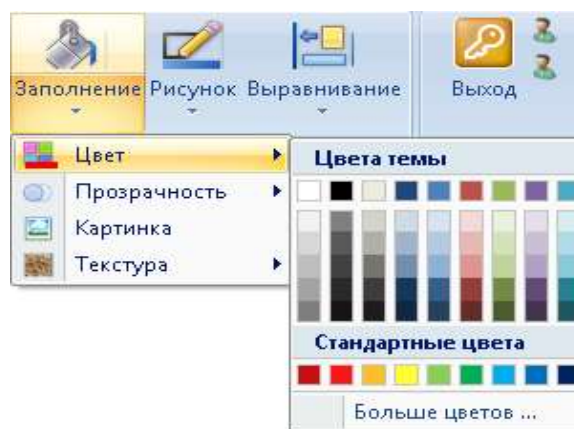 Заполнение Рисунок Выравнивание Выход
Цвет
Прозрачность
Картинка
Текстура
Цвета темы
Стандартные цвета
Больше цветов ...